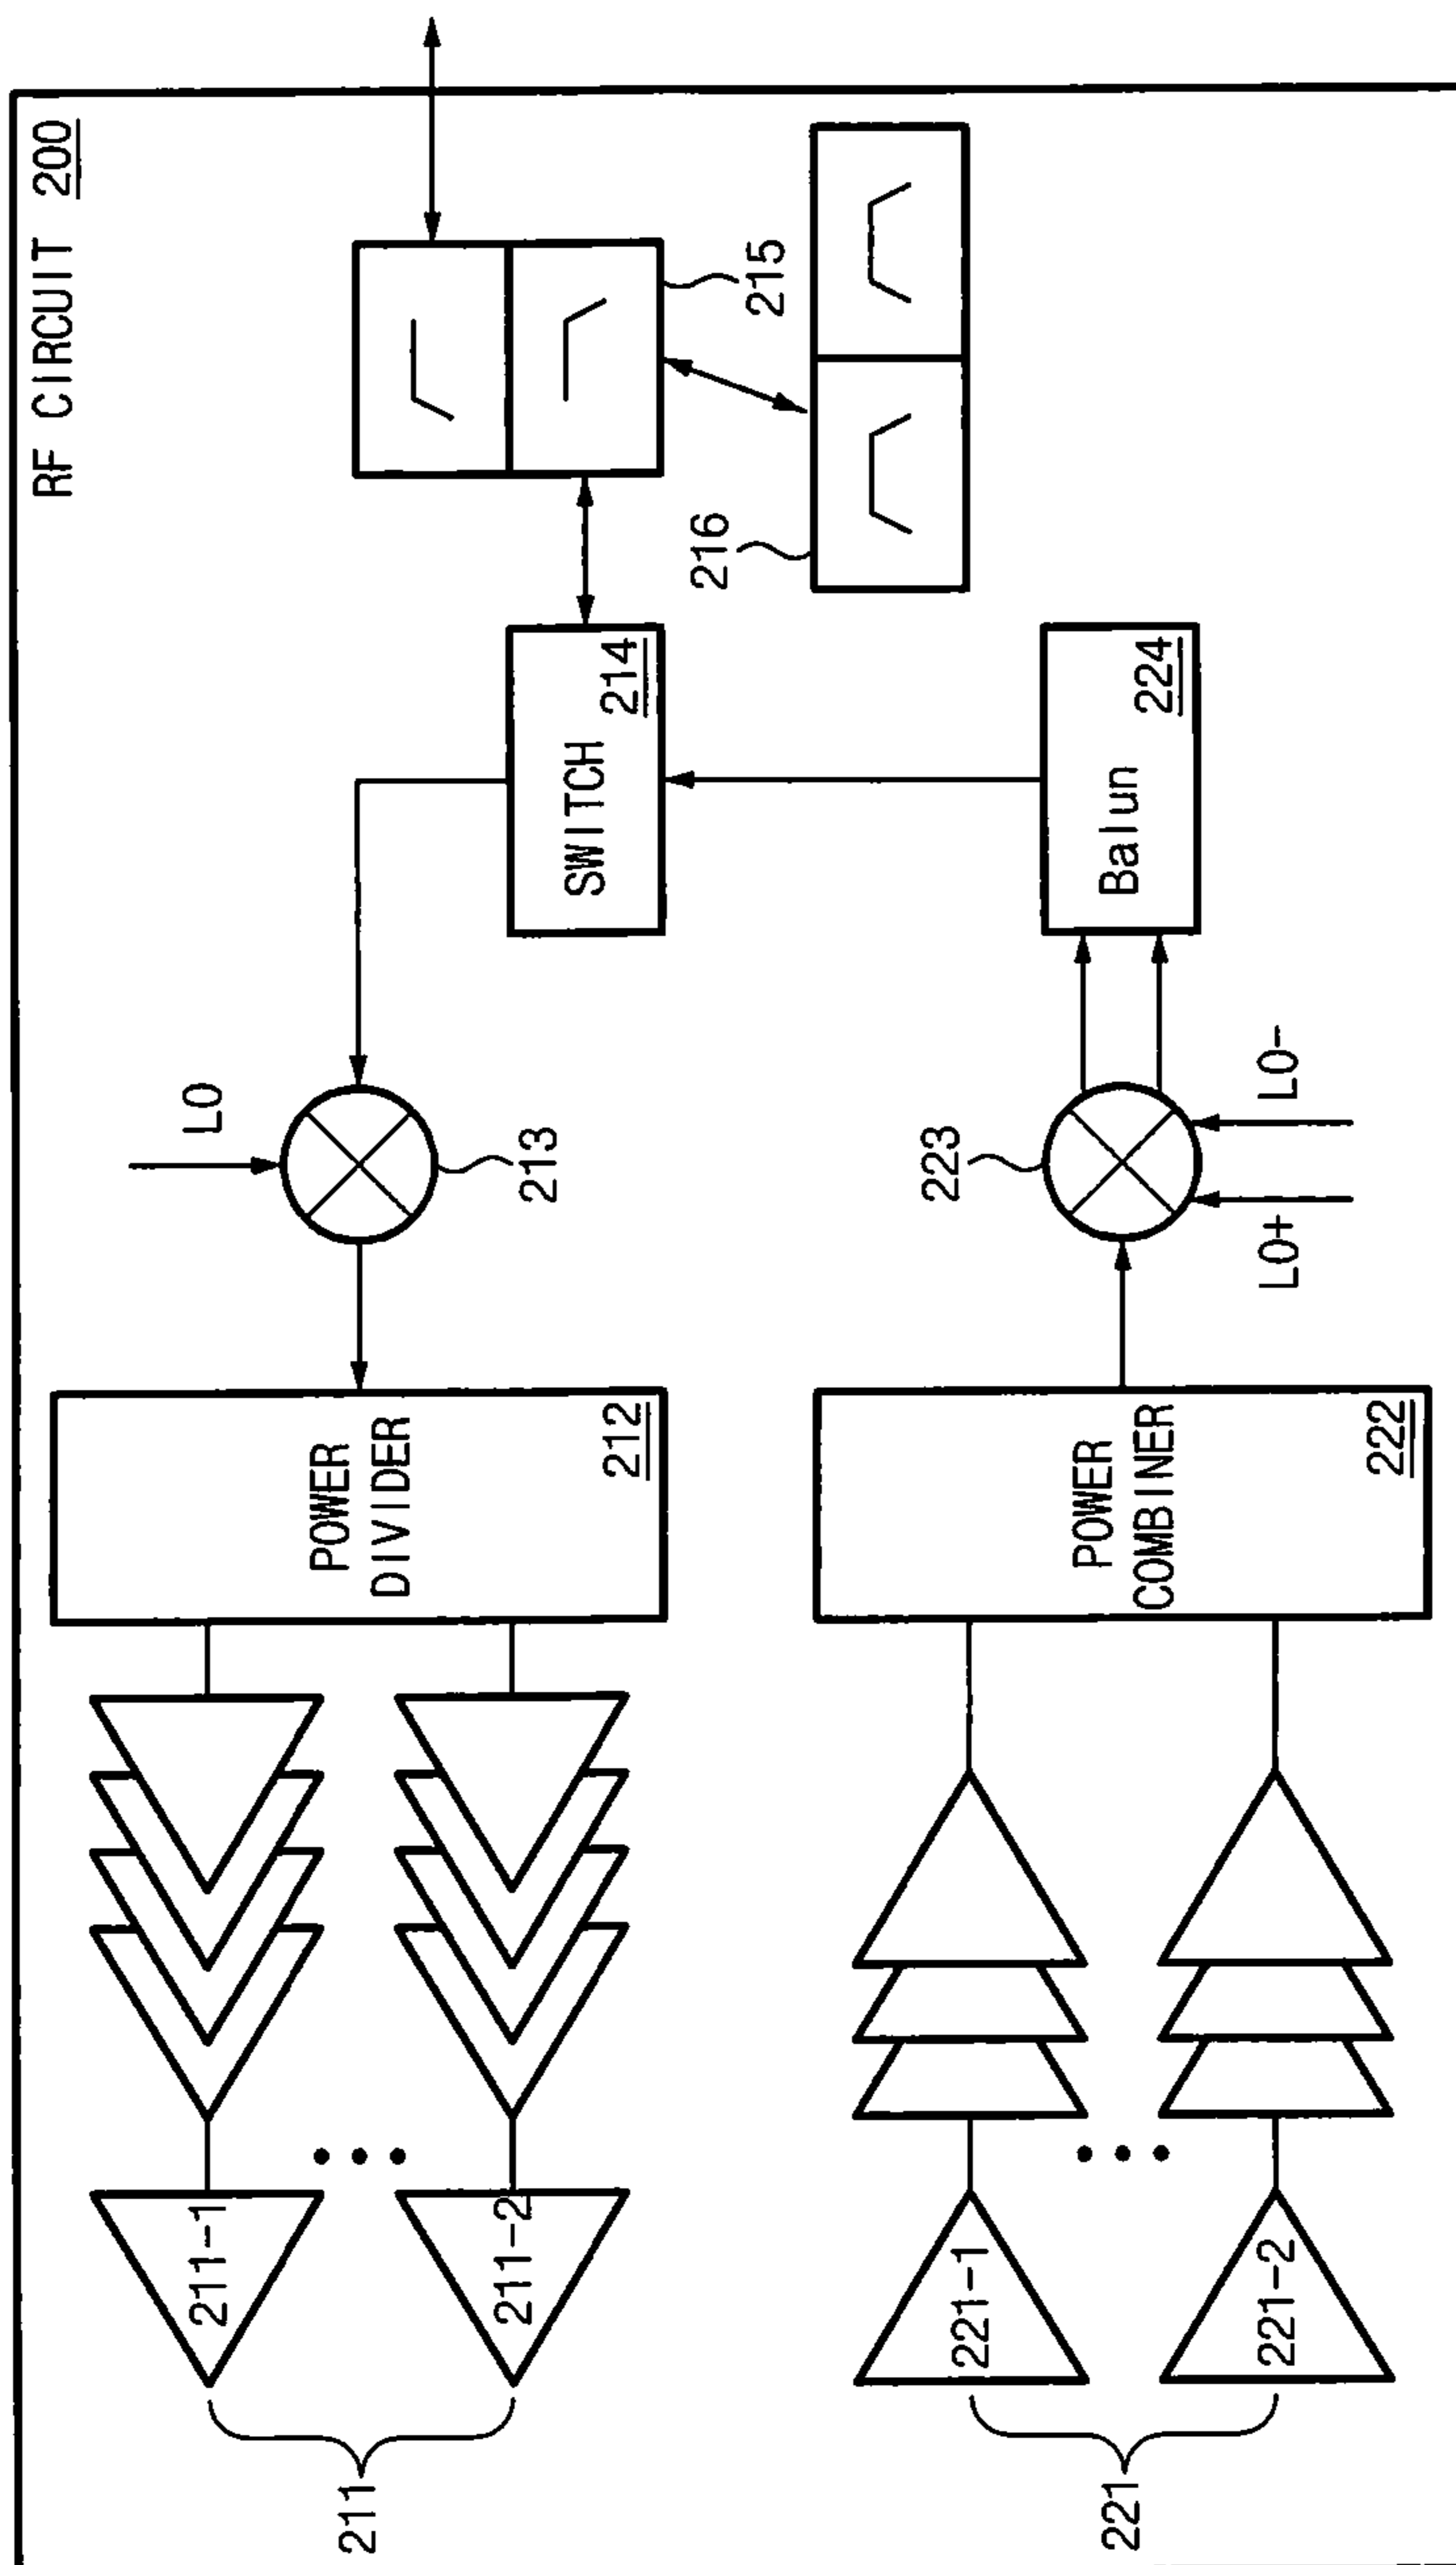 RF CIRCUIT 200
211
211-1
211-2
POWER
DIVIDER
212
LO
213
SWITCH
214
215
216
221
221-1
221-2
POWER
COMBINER
222
223
LO+
LO-
Balun
224